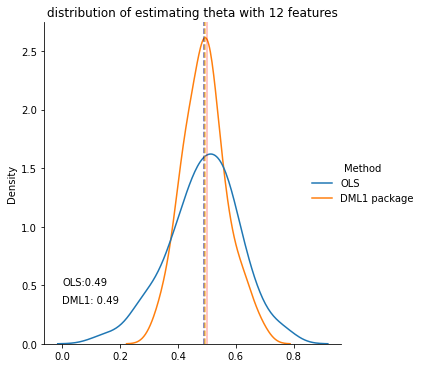 distribution of estimating theta with 12 features
2.5
2.0
1.5
1.0
0.5
0.0
Density
OLS:0.49
DML1: 0.49
0.0 0.2 0.4 0.6 0.8
Method
OLS
DML1 package